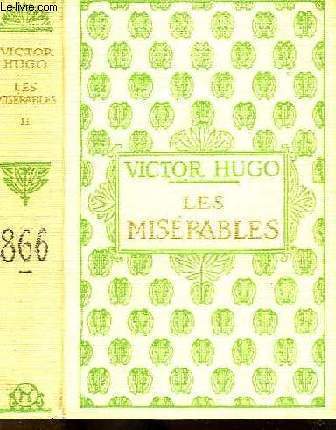 Le-livre.com
VICTOR
HUGO
LES
MISÉRABLES
II
866
M
VICTOR HUGO
LES
MISÉRABLES